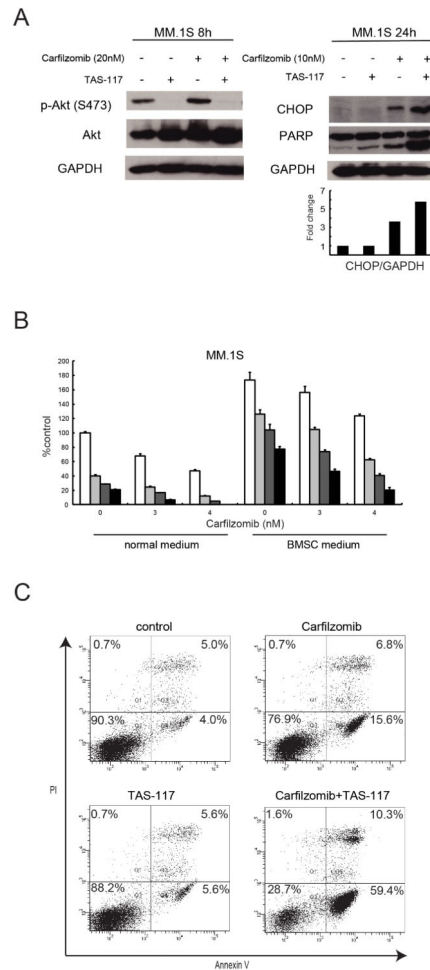 A
MM.1S 8h
Carfilzomib (20nM) - - + +
TAS-117 - + - +
p-Akt (S473)
Akt
GAPDH
MM.1S 24h
Carfilzomib (10nM) - - + +
TAS-117 - + - +
CHOP
PARP
GAPDH
Fold change
7
5
3
1
CHOP/GAPDH
B
MM.1S
%control
200
180
160
140
120
100
80
60
40
20
0
0 3 4 0 3 4
Carfilzomib (nM)
normal medium BMSC medium
C
control
0.7% 5.0%
90.3% 4.0%
Carfilzomib
0.7% 6.8%
76.9% 15.6%
TAS-117
0.7% 5.6%
88.2% 5.6%
Carfilzomib+TAS-117
1.6% 10.3%
28.7% 59.4%
PI
Annexin V